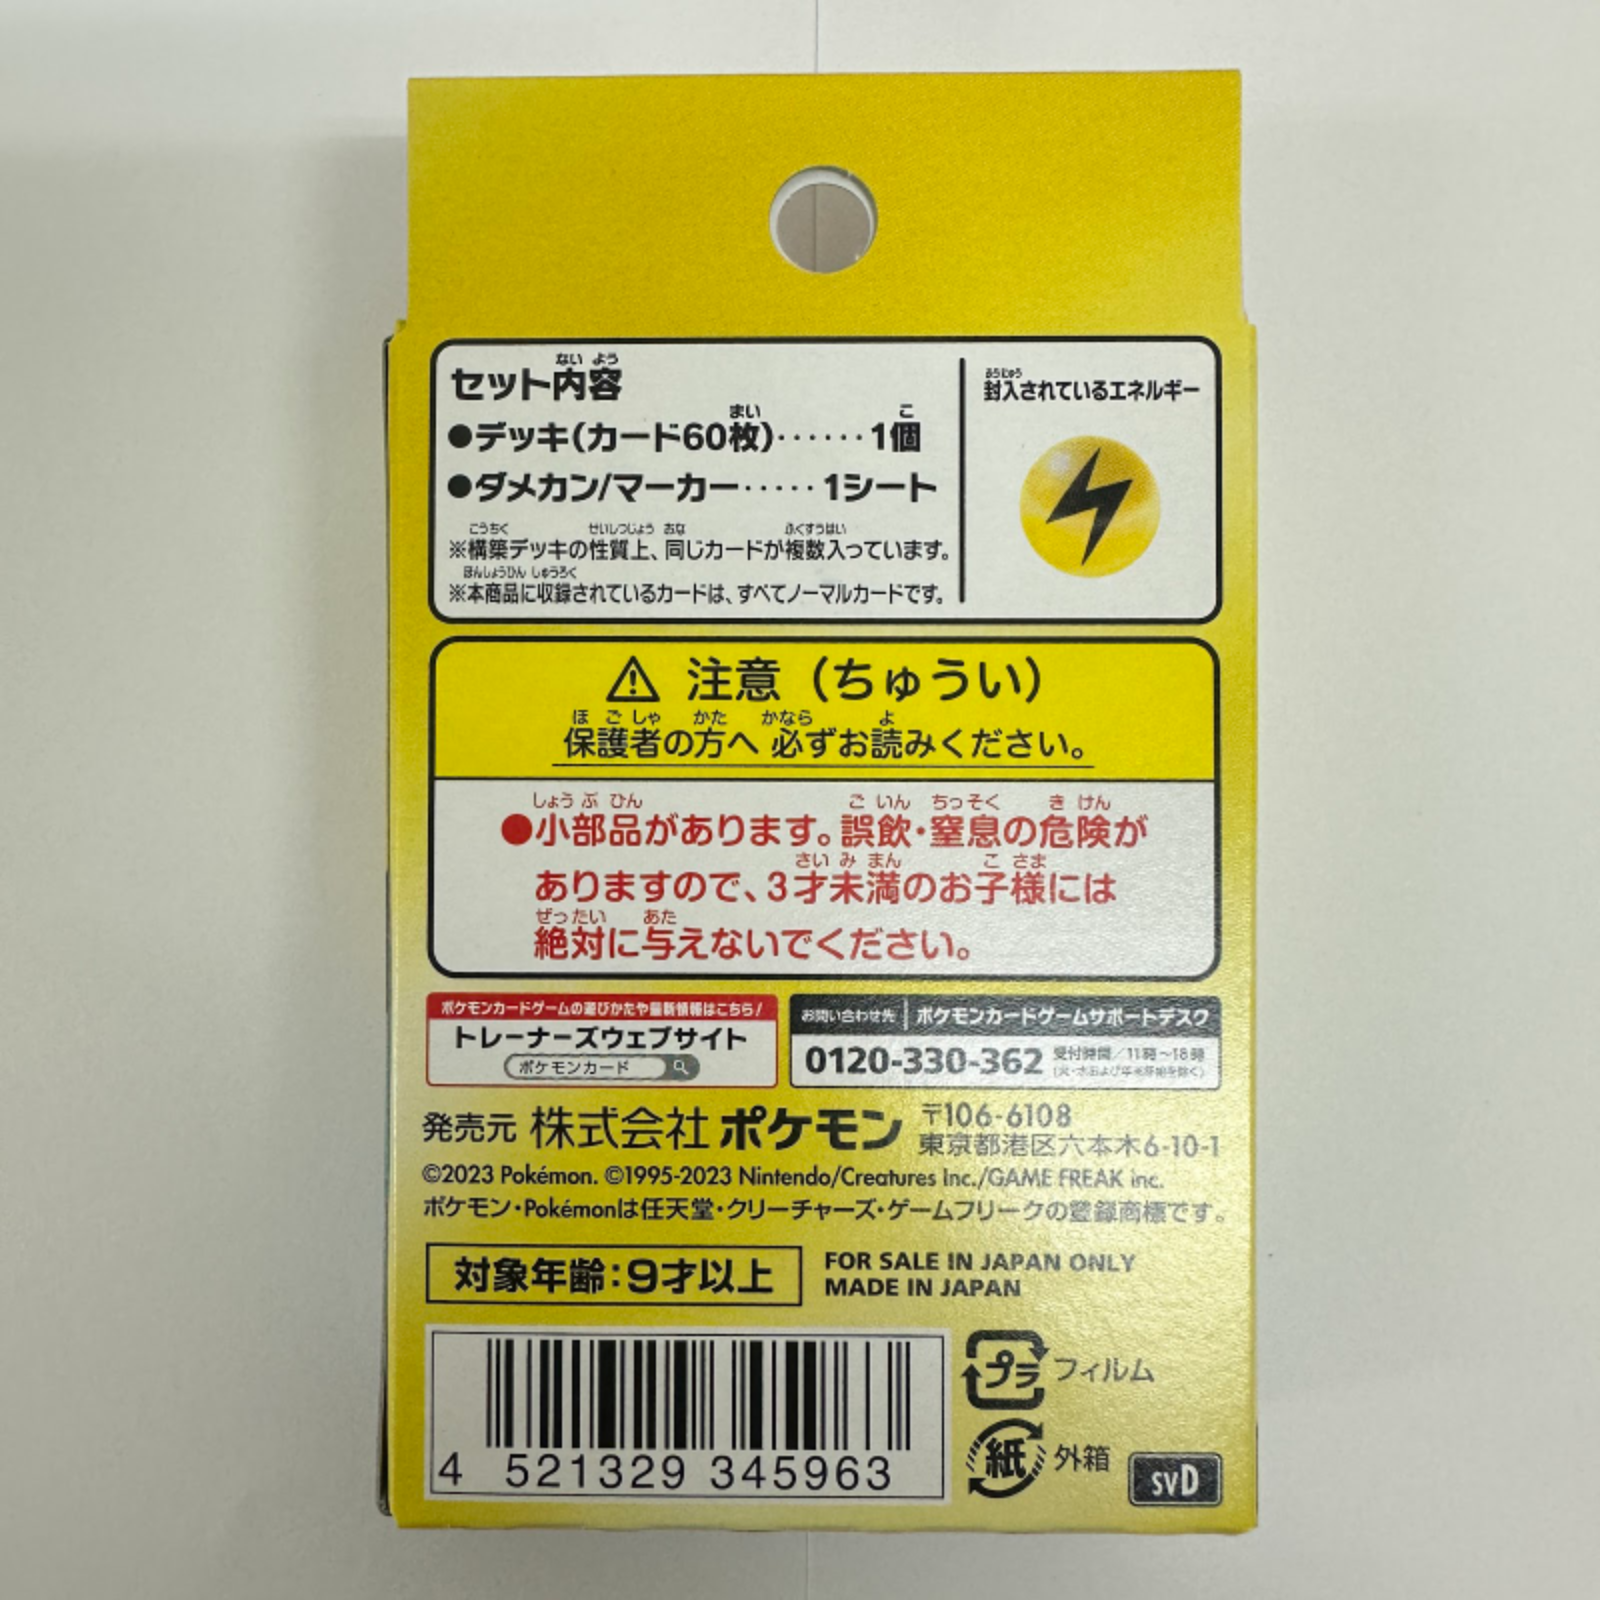 セット内容
●デッキ(カード60枚)······1個
●ダメカン/マーカー·····1シート
※構築デッキの性質上、同じカードが複数入っています。
※本商品に収録されているカードは、すべてノーマルカードです。
封入されているエネルギー
注意（ちゅうい）
保護者の方へ 必ずお読みください。
●小部品があります。誤飲・窒息の危険が
ありますので、3才未満のお子様には
絶対に与えないでください。
ポケモンカードゲームの遊びかたや最新情報はこちら!
トレーナーズウェブサイト
ポケモンカード
お問い合わせ先 ポケモンカードゲームサポートデスク
0120-330-362 受付時間／11時～18時
(火・水および年末年始を除く)
発売元 株式会社ポケモン 〒106-6108
東京都港区六本木6-10-1
©2023 Pokémon. ©1995-2023 Nintendo/Creatures Inc./GAME FREAK inc.
ポケモン・Pokémonは任天堂・クリーチャーズ・ゲームフリークの登録商標です。
対象年齢：9才以上
FOR SALE IN JAPAN ONLY
MADE IN JAPAN
4 521329 345963
プラ フィルム
紙 外箱
svD